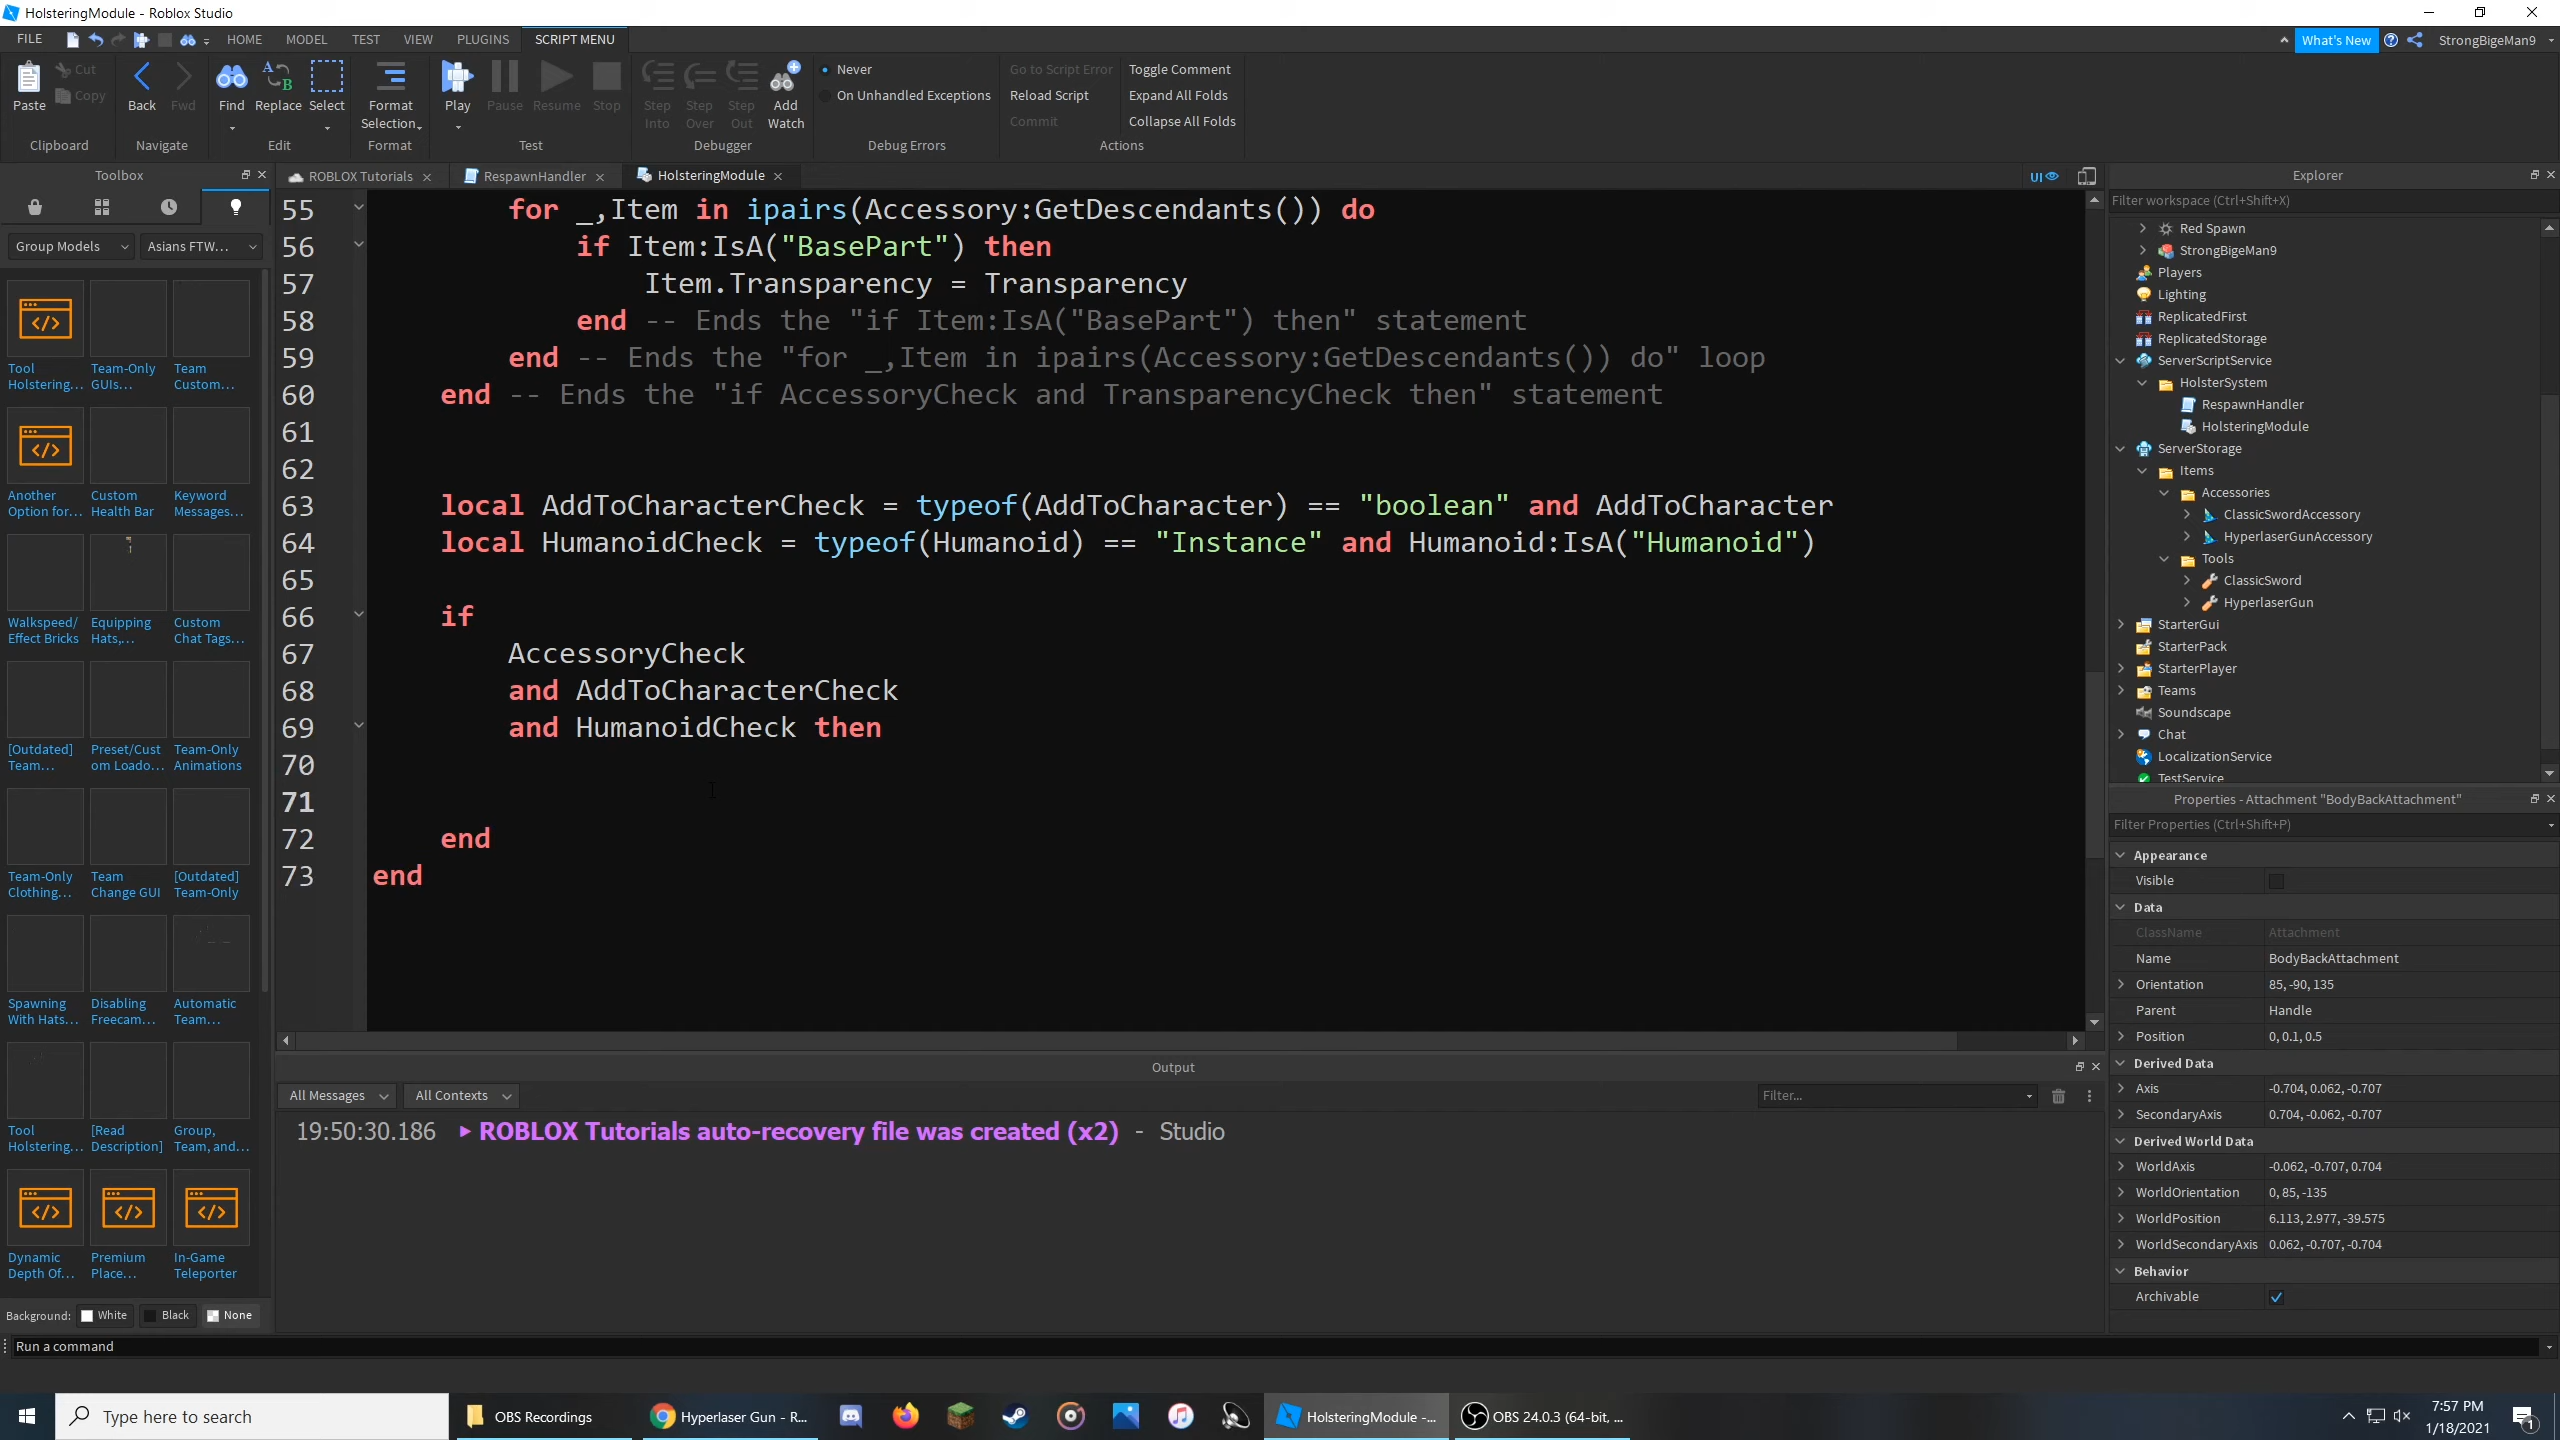 HolsteringModule - Roblox Studio
FILE HOME MODEL TEST VIEW PLUGINS SCRIPT MENU What's New StrongBigeMan9
Paste Cut Copy Back Fwd Find Replace Select Format Selection Play Pause Resume Stop Step Into Step Over Step Out Add Watch
Never
On Unhandled Exceptions
Go to Script Error
Reload Script
Commit
Toggle Comment
Expand All Folds
Collapse All Folds
Clipboard Navigate Edit Format Test Debugger Debug Errors Actions
Toolbox
Group Models Asians FTW...
Tool Holstering... Team-Only GUIs... Team Custom...
Another Option for... Custom Health Bar Keyword Messages...
Walkspeed/ Effect Bricks Equipping Hats,... Custom Chat Tags...
[Outdated] Team... Preset/Cust om Loado... Team-Only Animations
Team-Only Clothing... Team Change GUI [Outdated] Team-Only
Spawning With Hats... Disabling Freecam... Automatic Team...
Tool Holstering... [Read Description] Group, Team, and...
Dynamic Depth Of... Premium Place... In-Game Teleporter
Background: White Black None
ROBLOX Tutorials RespawnHandler HolsteringModule UI
55 for _,Item in ipairs(Accessory:GetDescendants()) do
56 if Item:IsA("BasePart") then
57 Item.Transparency = Transparency
58 end -- Ends the "if Item:IsA("BasePart") then" statement
59 end -- Ends the "for _,Item in ipairs(Accessory:GetDescendants()) do" loop
60 end -- Ends the "if AccessoryCheck and TransparencyCheck then" statement
61
62
63 local AddToCharacterCheck = typeof(AddToCharacter) == "boolean" and AddToCharacter
64 local HumanoidCheck = typeof(Humanoid) == "Instance" and Humanoid:IsA("Humanoid")
65
66 if
67 AccessoryCheck
68 and AddToCharacterCheck
69 and HumanoidCheck then
70
71
72 end
73 end
Output
All Messages All Contexts Filter...
19:50:30.186 ROBLOX Tutorials auto-recovery file was created (x2) - Studio
Explorer
Filter workspace (Ctrl+Shift+X)
Red Spawn
StrongBigeMan9
Players
Lighting
ReplicatedFirst
ReplicatedStorage
ServerScriptService
HolsterSystem
RespawnHandler
HolsteringModule
ServerStorage
Items
Accessories
ClassicSwordAccessory
HyperlaserGunAccessory
Tools
ClassicSword
HyperlaserGun
StarterGui
StarterPack
StarterPlayer
Teams
Soundscape
Chat
LocalizationService
TestService
Properties - Attachment "BodyBackAttachment"
Filter Properties (Ctrl+Shift+P)
Appearance
Visible
Data
ClassName Attachment
Name BodyBackAttachment
Orientation 85, -90, 135
Parent Handle
Position 0, 0.1, 0.5
Derived Data
Axis -0.704, 0.062, -0.707
SecondaryAxis 0.704, -0.062, -0.707
Derived World Data
WorldAxis -0.062, -0.707, 0.704
WorldOrientation 0, 85, -135
WorldPosition 6.113, 2.977, -39.575
WorldSecondaryAxis 0.062, -0.707, -0.704
Behavior
Archivable
Run a command
Type here to search OBS Recordings Hyperlaser Gun - R... HolsteringModule -... OBS 24.0.3 (64-bit, ... 7:57 PM
1/18/2021
1